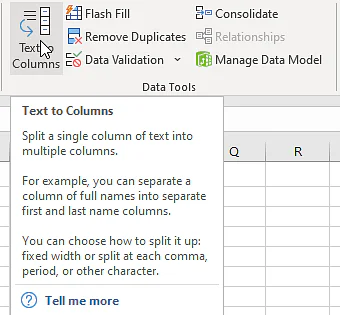 Text to
Columns
Flash Fill
Remove Duplicates
Data Validation
Consolidate
Relationships
Manage Data Model
Data Tools
Text to Columns
Split a single column of text into
multiple columns.
For example, you can separate a
column of full names into separate
first and last name columns.
You can choose how to split it up:
fixed width or split at each comma,
period, or other character.
Tell me more
Q
R